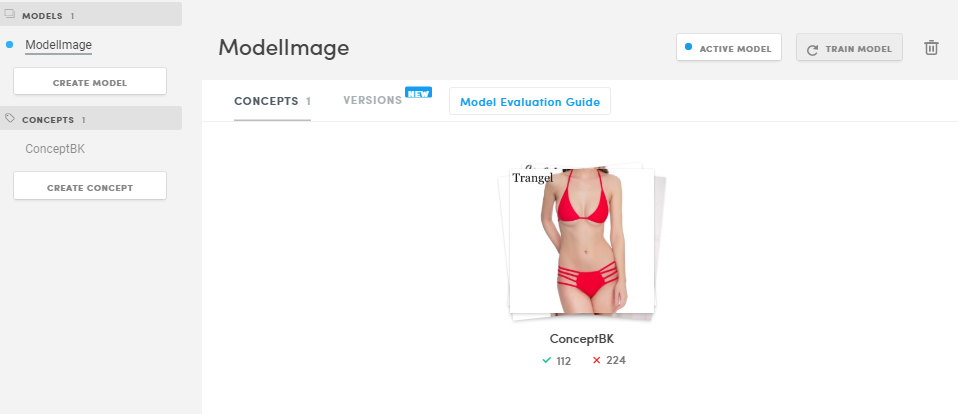 MODELS 1
ModelImage
CREATE MODEL
CONCEPTS 1
ConceptBK
CREATE CONCEPT
ModelImage
ACTIVE MODEL
TRAIN MODEL
CONCEPTS 1
VERSIONS NEW
Model Evaluation Guide
Trangel
ConceptBK
112
224